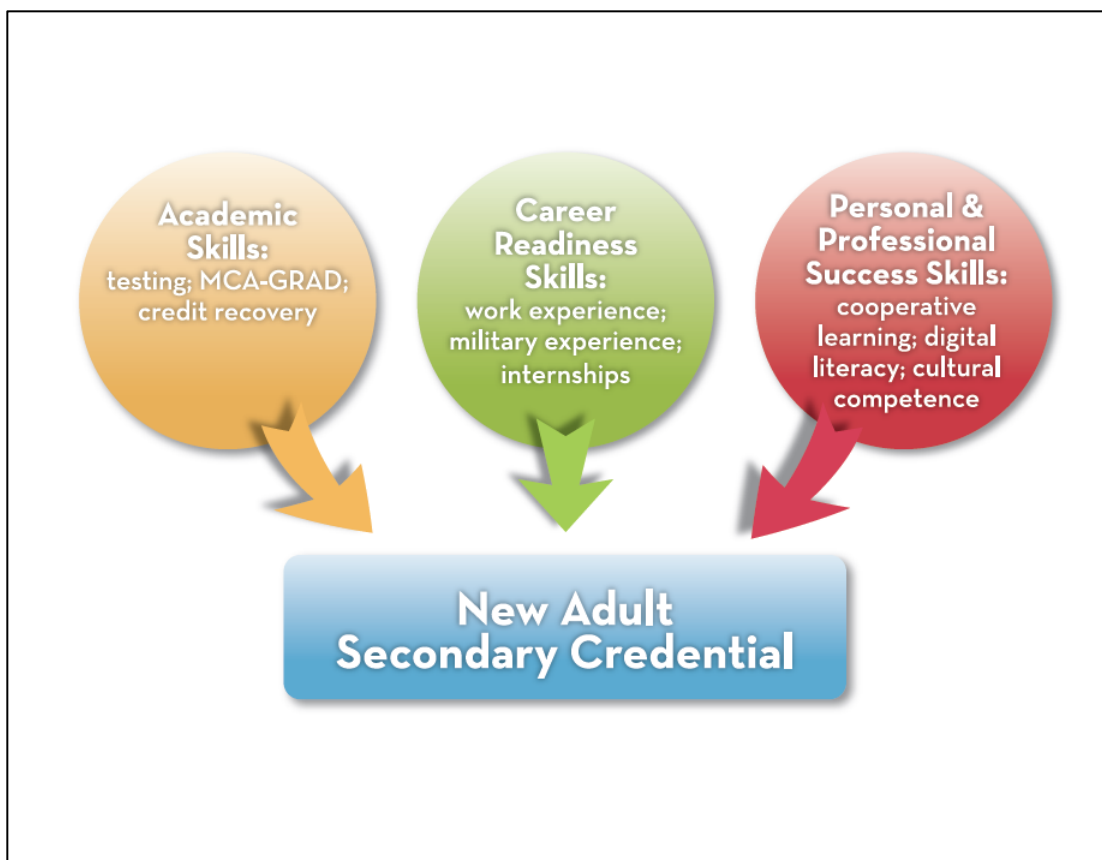 Academic
Skills:
testing; MCA-GRAD;
credit recovery
Career
Readiness
Skills:
work experience;
military experience;
internships
Personal &
Professional
Success Skills:
cooperative
learning; digital
literacy; cultural
competence
New Adult
Secondary Credential